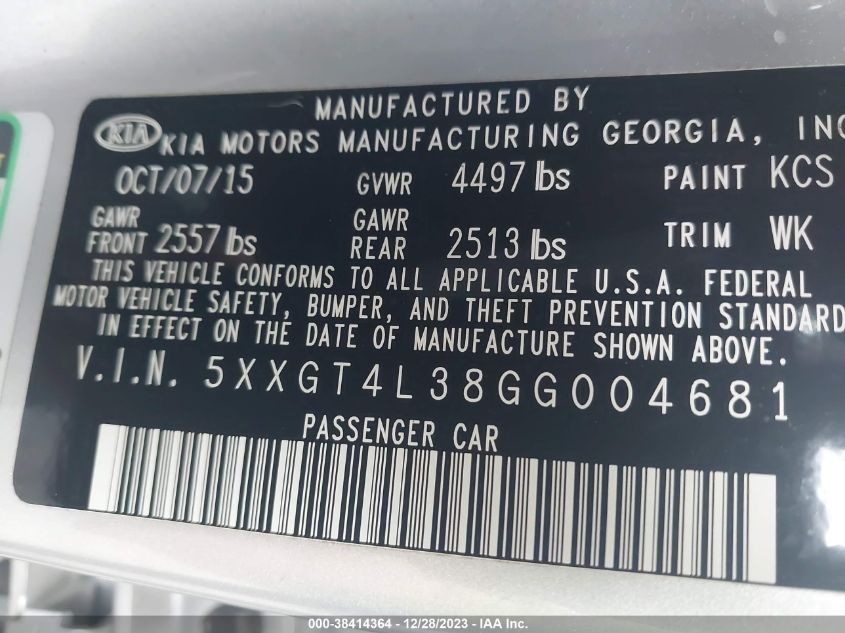 MANUFACTURED BY
KIA KIA MOTORS MANUFACTURING GEORGIA, INC
OCT/07/15 GVWR 4497 lbs PAINT KCS
GAWR FRONT 2557 lbs GAWR REAR 2513 lbs TRIM WK
THIS VEHICLE CONFORMS TO ALL APPLICABLE U.S.A. FEDERAL
MOTOR VEHICLE SAFETY, BUMPER, AND THEFT PREVENTION STANDARD
IN EFFECT ON THE DATE OF MANUFACTURE SHOWN ABOVE.
V.I.N. 5XXGT4L38GG004681
PASSENGER CAR
000-38414364 - 12/28/2023 - IAA Inc.